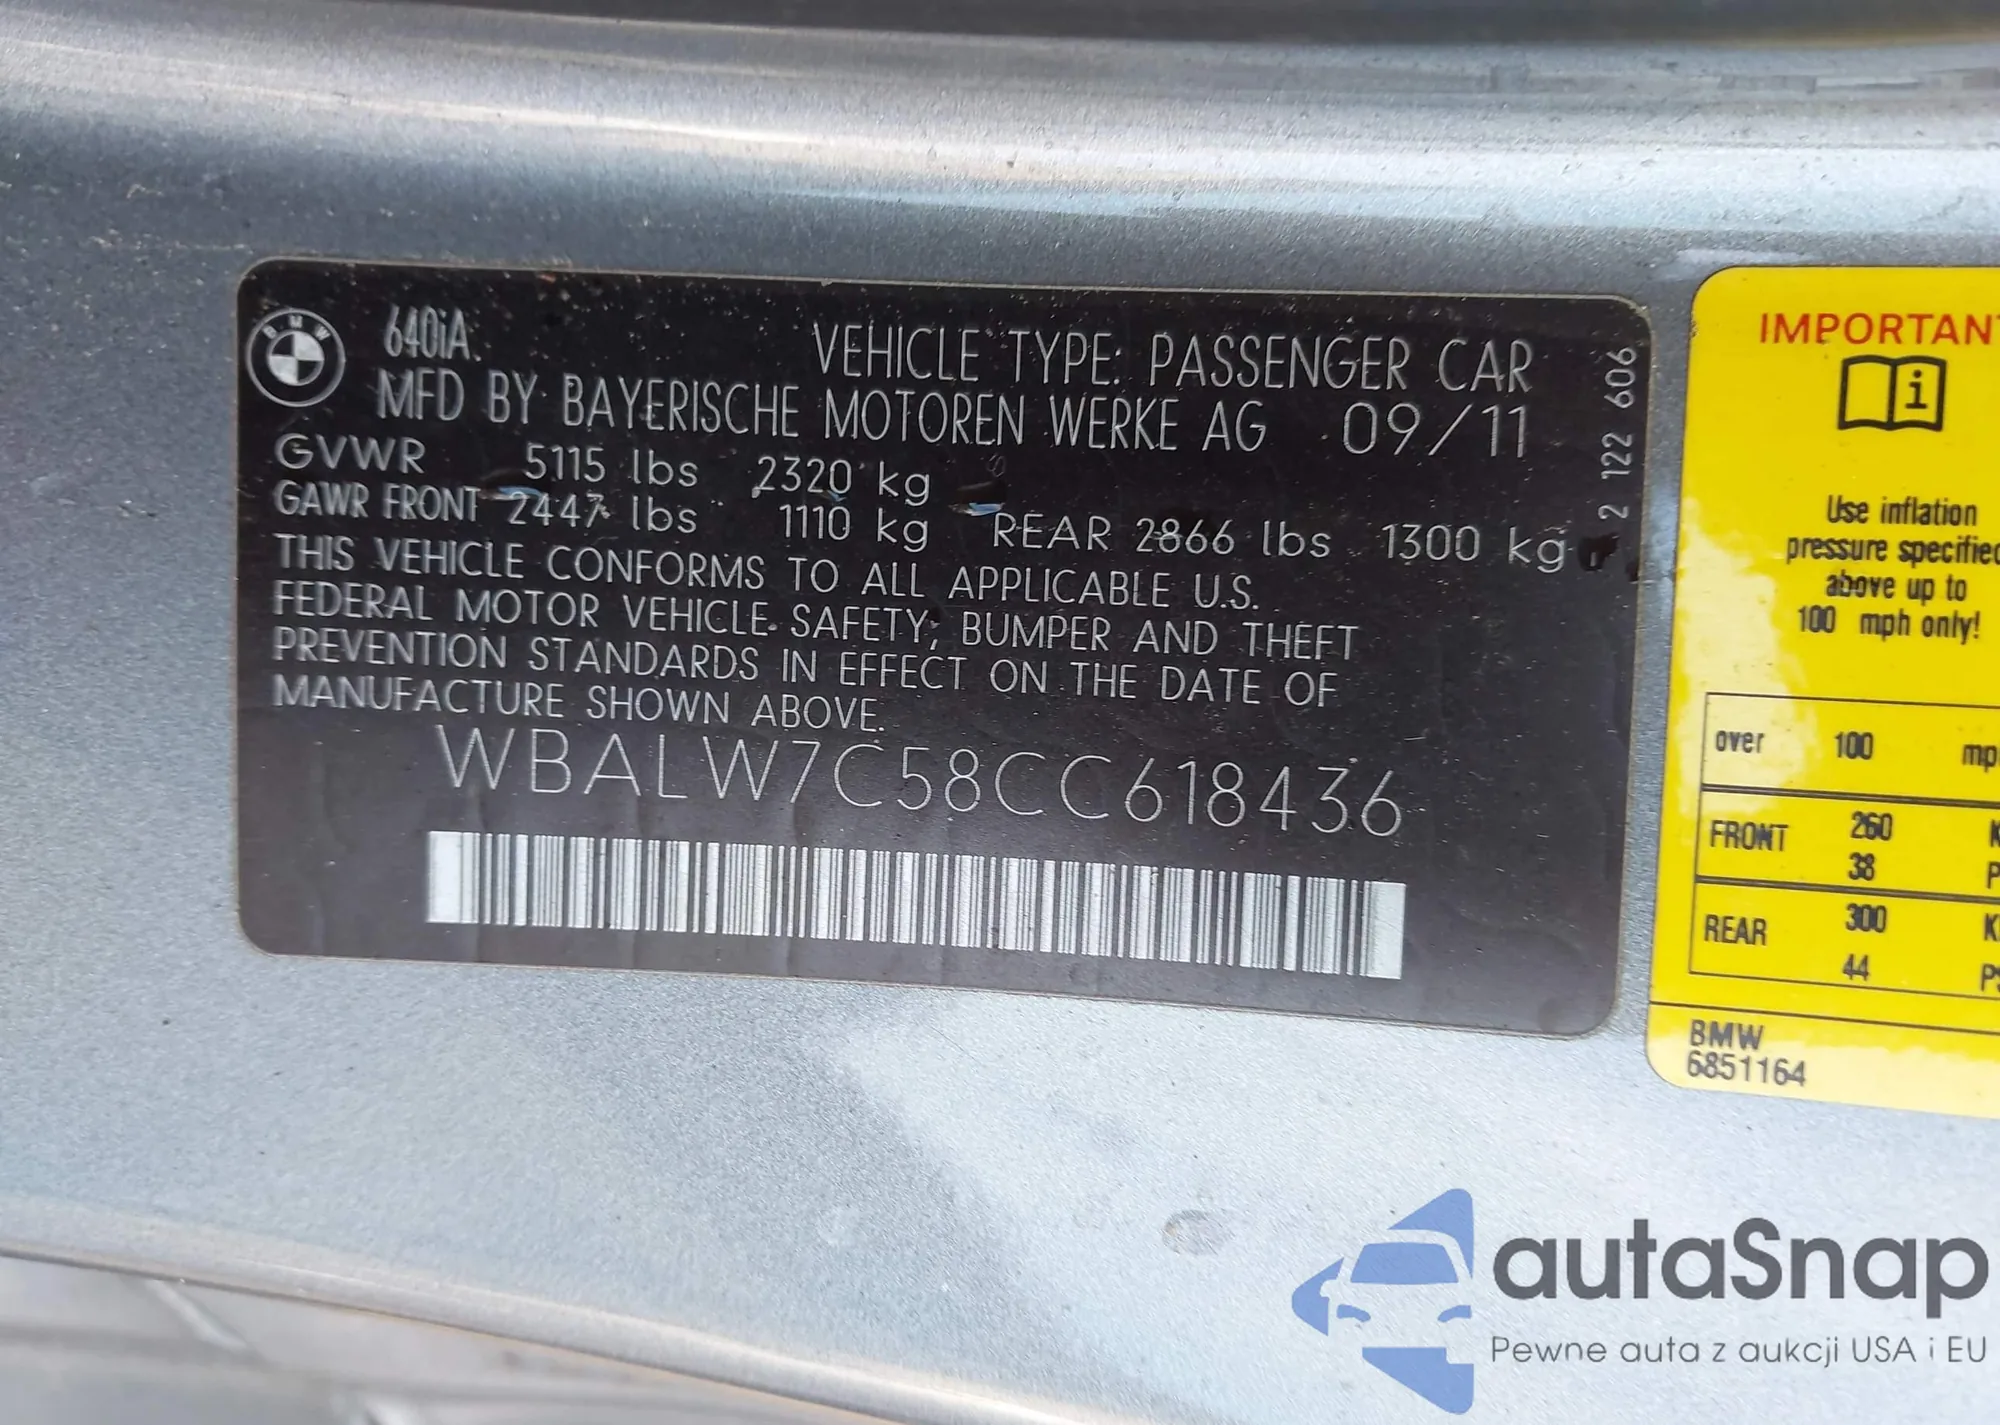 BMW
640iA
VEHICLE TYPE: PASSENGER CAR
MFD BY BAYERISCHE MOTOREN WERKE AG 09/11
GVWR 5115 lbs 2320 kg
GAWR FRONT 2447 lbs 1110 kg REAR 2866 lbs 1300 kg
THIS VEHICLE CONFORMS TO ALL APPLICABLE U.S.
FEDERAL MOTOR VEHICLE SAFETY, BUMPER AND THEFT
PREVENTION STANDARDS IN EFFECT ON THE DATE OF
MANUFACTURE SHOWN ABOVE.
WBALW7C58CC618436
2 122 606
IMPORTANT
i
Use inflation
pressure specified
above up to
100 mph only!
over 100 mp
FRONT 260 K
38 P
REAR 300 K
44 PS
BMW
6851164
autaSnap
Pewne auta z aukcji USA i EU